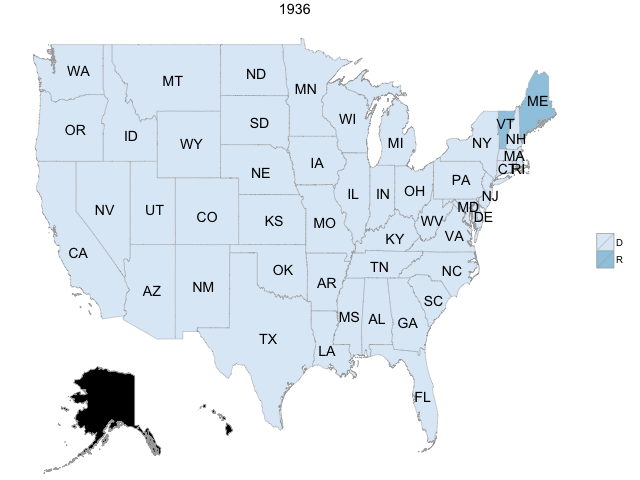 1936
WA
MT
ND
MN
ME
VT
NH
OR
ID
WY
SD
WI
MI
NY
MA
CT
RI
NE
IA
PA
NV
UT
CO
KS
MO
IL
IN
OH
NJ
MD
DE
WV
VA
CA
KY
D
R
AZ
NM
OK
AR
TN
NC
SC
TX
LA
MS
AL
GA
FL